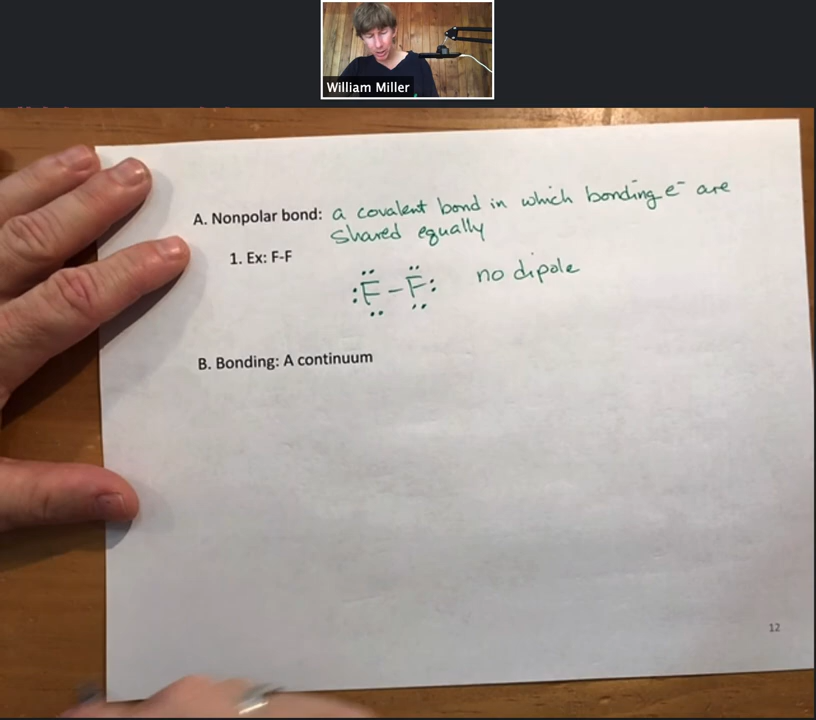 William Miller
A. Nonpolar bond: a covalent bond in which bonding e⁻ are
shared equally
1. Ex: F-F
:F̤̈–F̤̈: no dipole
B. Bonding: A continuum
12